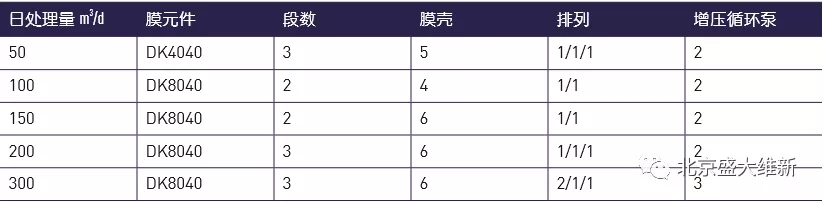 日处理量 m³/d 膜元件 段数 膜壳 排列 增压循环泵
50 DK4040 3 5 1/1/1 2
100 DK8040 2 4 1/1 2
150 DK8040 2 6 1/1 2
200 DK8040 3 6 1/1/1 2
300 DK8040 3 6 2/1/1 3
北京盛大维新